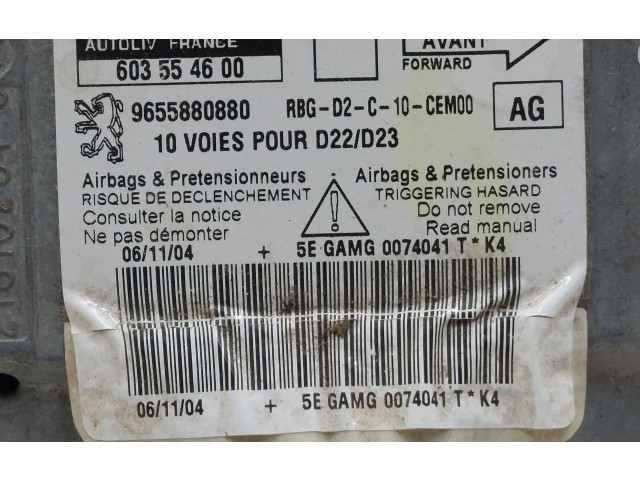 AUTOLIV FRANCE
603 55 46 00
AVANT
FORWARD
9655880880 RBG-D2-C-10-CEM00 AG
10 VOIES POUR D22/D23
Airbags & Pretensionneurs
RISQUE DE DECLENCHEMENT
Consulter la notice
Ne pas démonter
Airbags & Pretensioners
TRIGGERING HASARD
Do not remove
Read manual
06/11/04 + 5E GAMG 0074041 T * K4
06/11/04 + 5E GAMG 0074041 T * K4